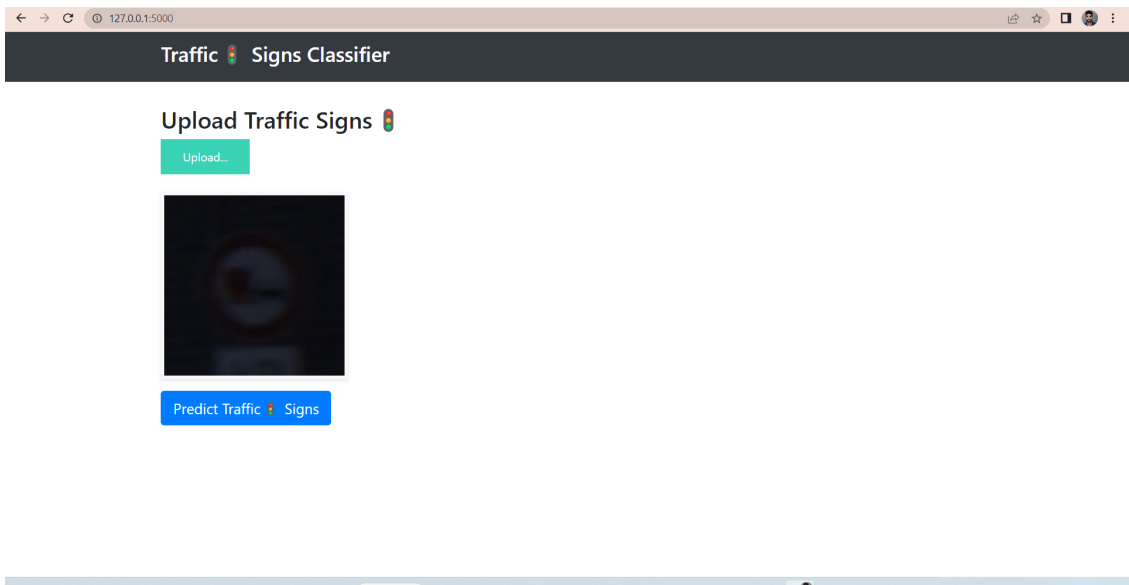 127.0.0.1:5000
Traffic 🚦 Signs Classifier
Upload Traffic Signs 🚦
Upload...
Predict Traffic 🚦 Signs